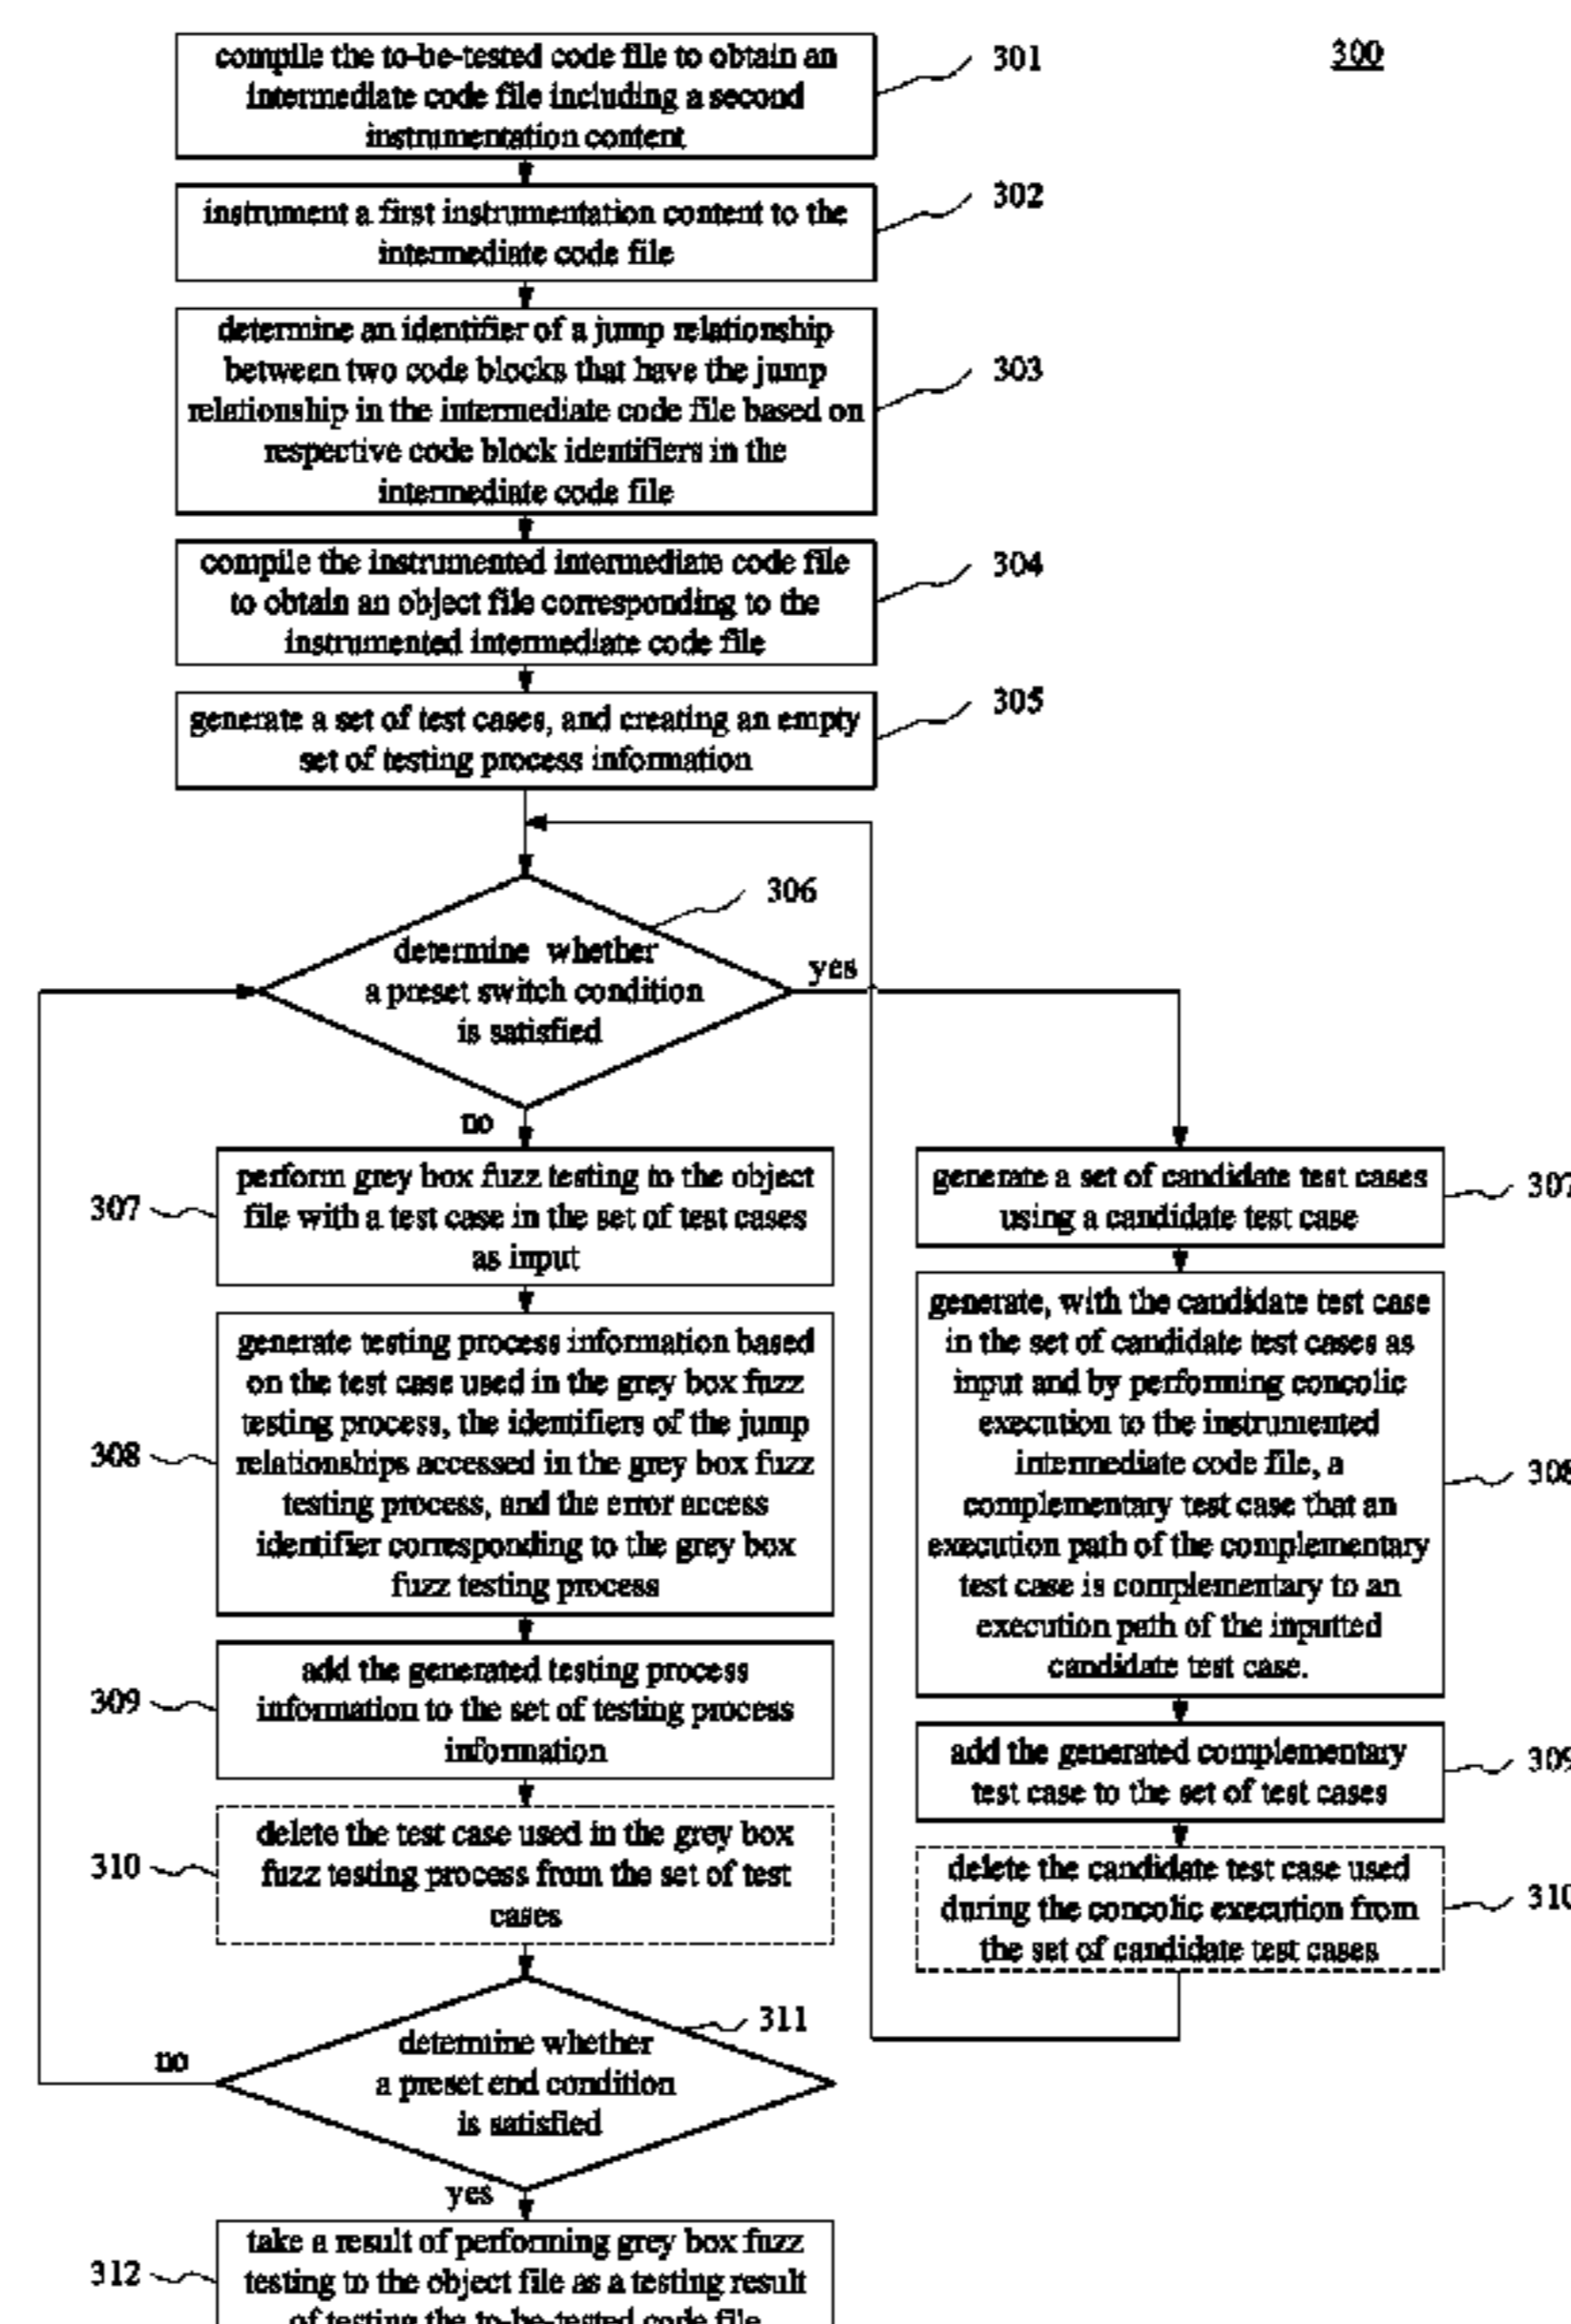 300
compile the to-be-tested code file to obtain an
intermediate code file including a second
instrumentation content
301
instrument a first instrumentation content to the
intermediate code file
302
determine an identifier of a jump relationship
between two code blocks that have the jump
relationship in the intermediate code file based on
respective code block identifiers in the
intermediate code file
303
compile the instrumented intermediate code file
to obtain an object file corresponding to the
instrumented intermediate code file
304
generate a set of test cases, and creating an empty
set of testing process information
305
306
determine whether
a preset switch condition
is satisfied
yes
no
307
perform grey box fuzz testing to the object
file with a test case in the set of test cases
as input
308
generate testing process information based
on the test case used in the grey box fuzz
testing process, the identifiers of the jump
relationships accessed in the grey box fuzz
testing process, and the error access
identifier corresponding to the grey box
fuzz testing process
309
add the generated testing process
information to the set of testing process
information
310
delete the test case used in the grey box
fuzz testing process from the set of test
cases
311
determine whether
a preset end condition
is satisfied
no
yes
312
take a result of performing grey box fuzz
testing to the object file as a testing result
of testing the to-be-tested code file
generate a set of candidate test cases
using a candidate test case
307
generate, with the candidate test case
in the set of candidate test cases as
input and by performing concolic
execution to the instrumented
intermediate code file, a
complementary test case that an
execution path of the complementary
test case is complementary to an
execution path of the inputted
candidate test case.
308
add the generated complementary
test case to the set of test cases
309
delete the candidate test case used
during the concolic execution from
the set of candidate test cases
310